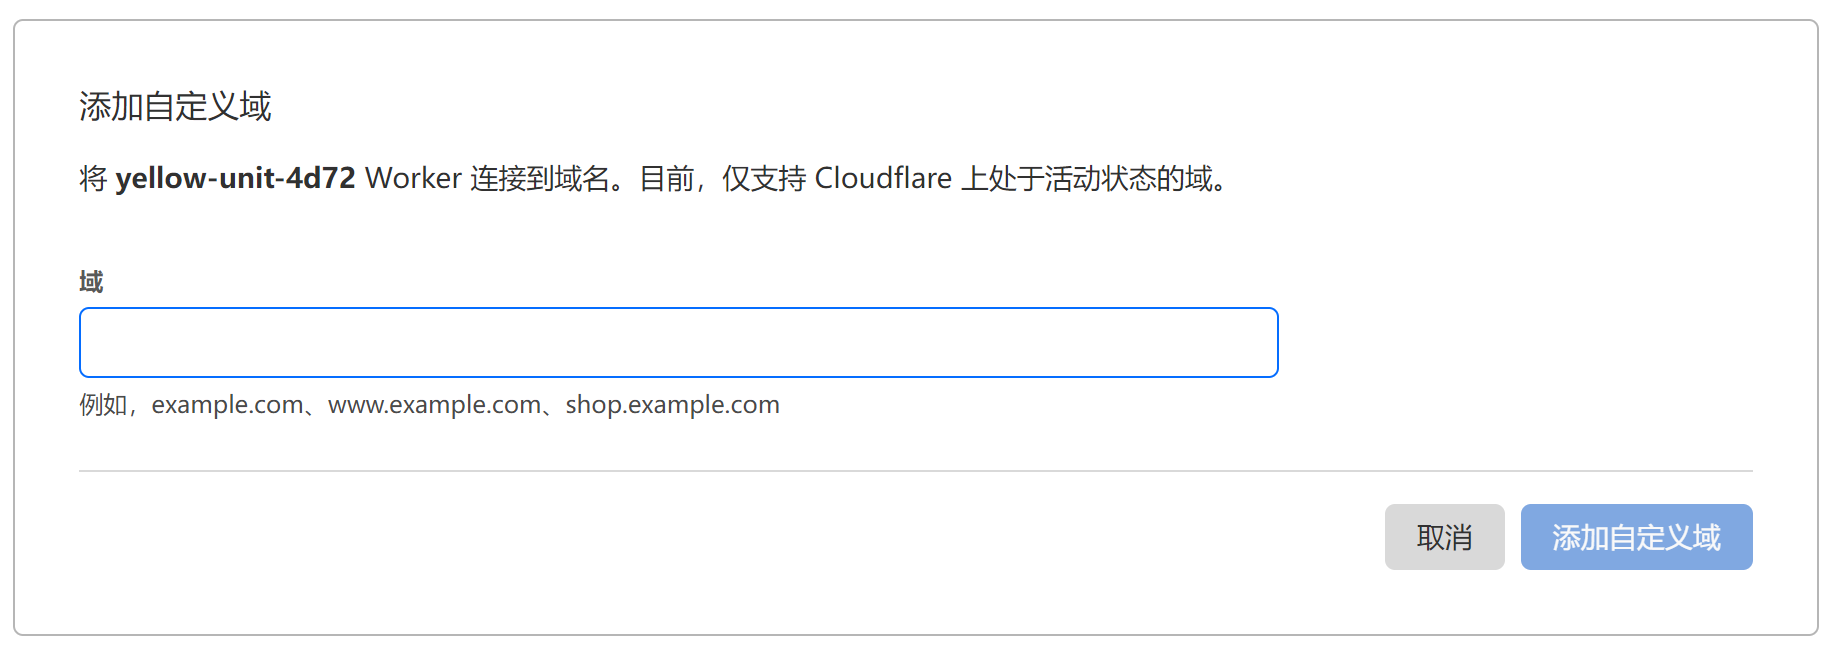 添加自定义域
将 yellow-unit-4d72 Worker 连接到域名。目前，仅支持 Cloudflare 上处于活动状态的域。
域
例如，example.com、www.example.com、shop.example.com
取消
添加自定义域